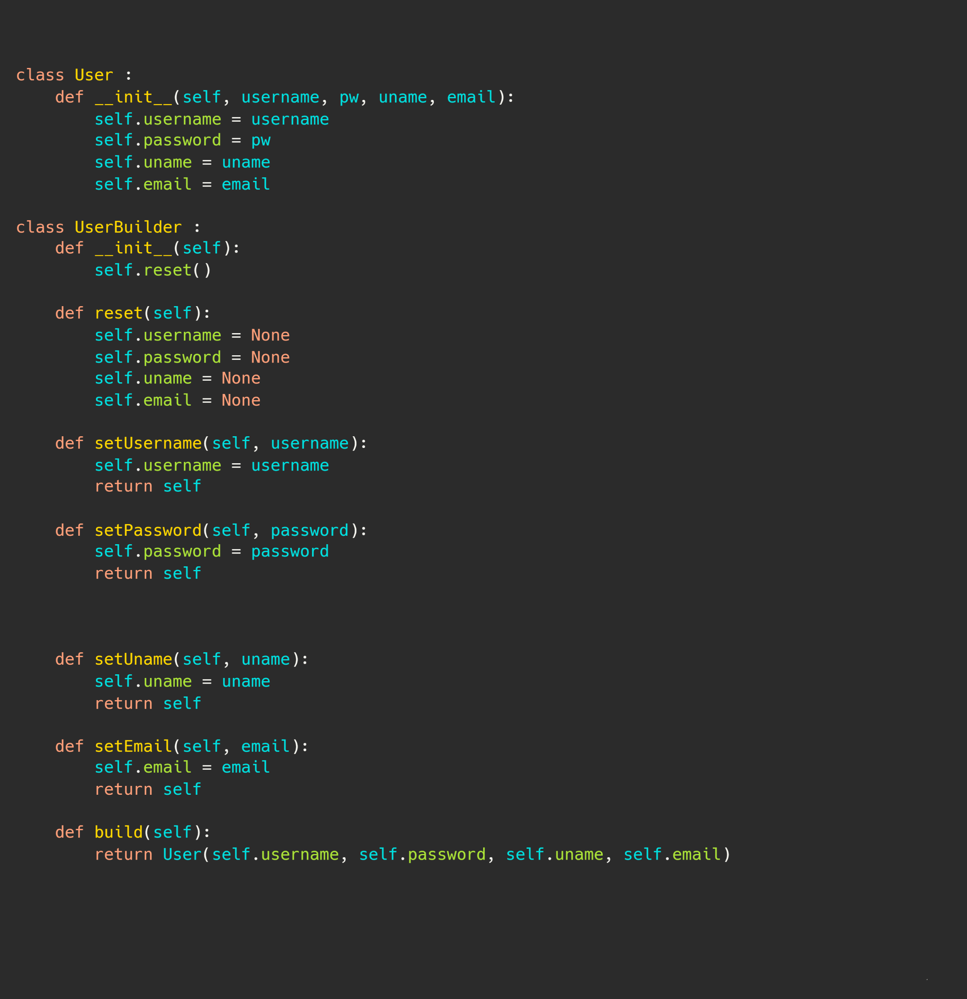 class User :
    def __init__(self, username, pw, uname, email):
        self.username = username
        self.password = pw
        self.uname = uname
        self.email = email

class UserBuilder :
    def __init__(self):
        self.reset()

    def reset(self):
        self.username = None
        self.password = None
        self.uname = None
        self.email = None

    def setUsername(self, username):
        self.username = username
        return self

    def setPassword(self, password):
        self.password = password
        return self

    def setUname(self, uname):
        self.uname = uname
        return self

    def setEmail(self, email):
        self.email = email
        return self

    def build(self):
        return User(self.username, self.password, self.uname, self.email)